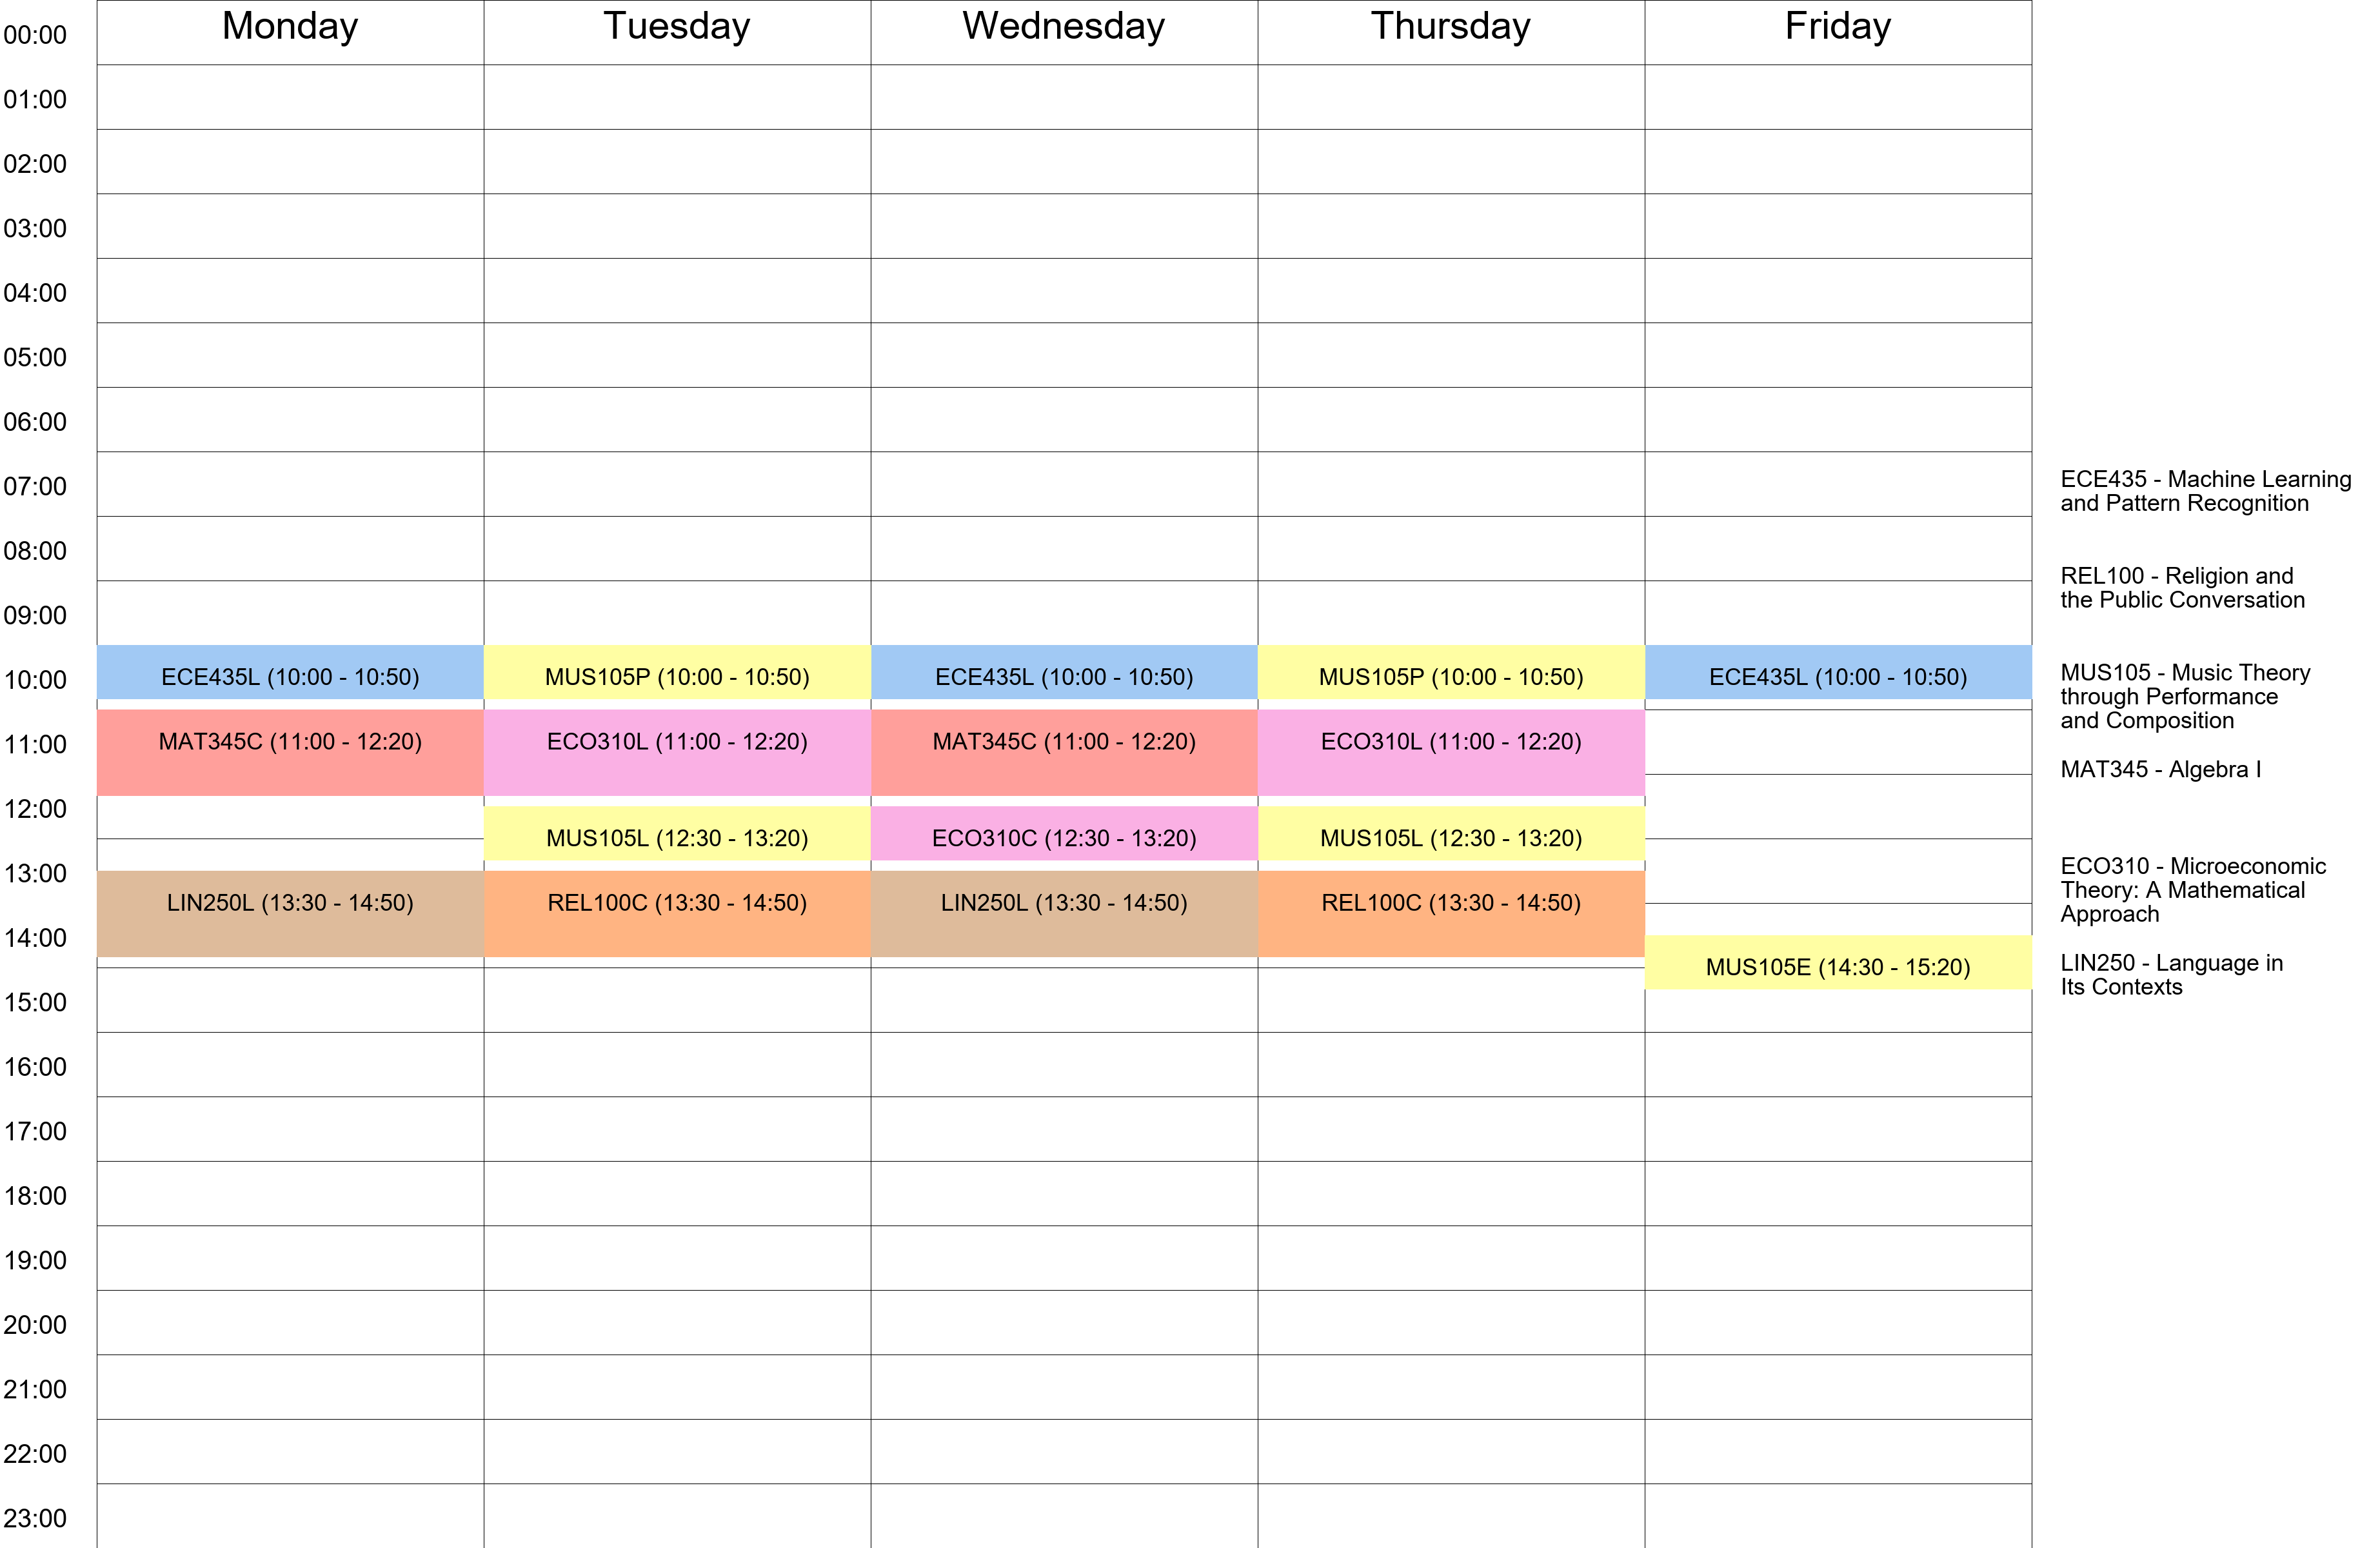 Monday Tuesday Wednesday Thursday Friday
00:00
01:00
02:00
03:00
04:00
05:00
06:00
07:00
08:00
09:00
10:00
11:00
12:00
13:00
14:00
15:00
16:00
17:00
18:00
19:00
20:00
21:00
22:00
23:00
ECE435L (10:00 - 10:50) MUS105P (10:00 - 10:50) ECE435L (10:00 - 10:50) MUS105P (10:00 - 10:50) ECE435L (10:00 - 10:50)
MAT345C (11:00 - 12:20) ECO310L (11:00 - 12:20) MAT345C (11:00 - 12:20) ECO310L (11:00 - 12:20)
MUS105L (12:30 - 13:20) ECO310C (12:30 - 13:20) MUS105L (12:30 - 13:20)
LIN250L (13:30 - 14:50) REL100C (13:30 - 14:50) LIN250L (13:30 - 14:50) REL100C (13:30 - 14:50)
MUS105E (14:30 - 15:20)
ECE435 - Machine Learning
and Pattern Recognition
REL100 - Religion and
the Public Conversation
MUS105 - Music Theory
through Performance
and Composition
MAT345 - Algebra I
ECO310 - Microeconomic
Theory: A Mathematical
Approach
LIN250 - Language in
Its Contexts